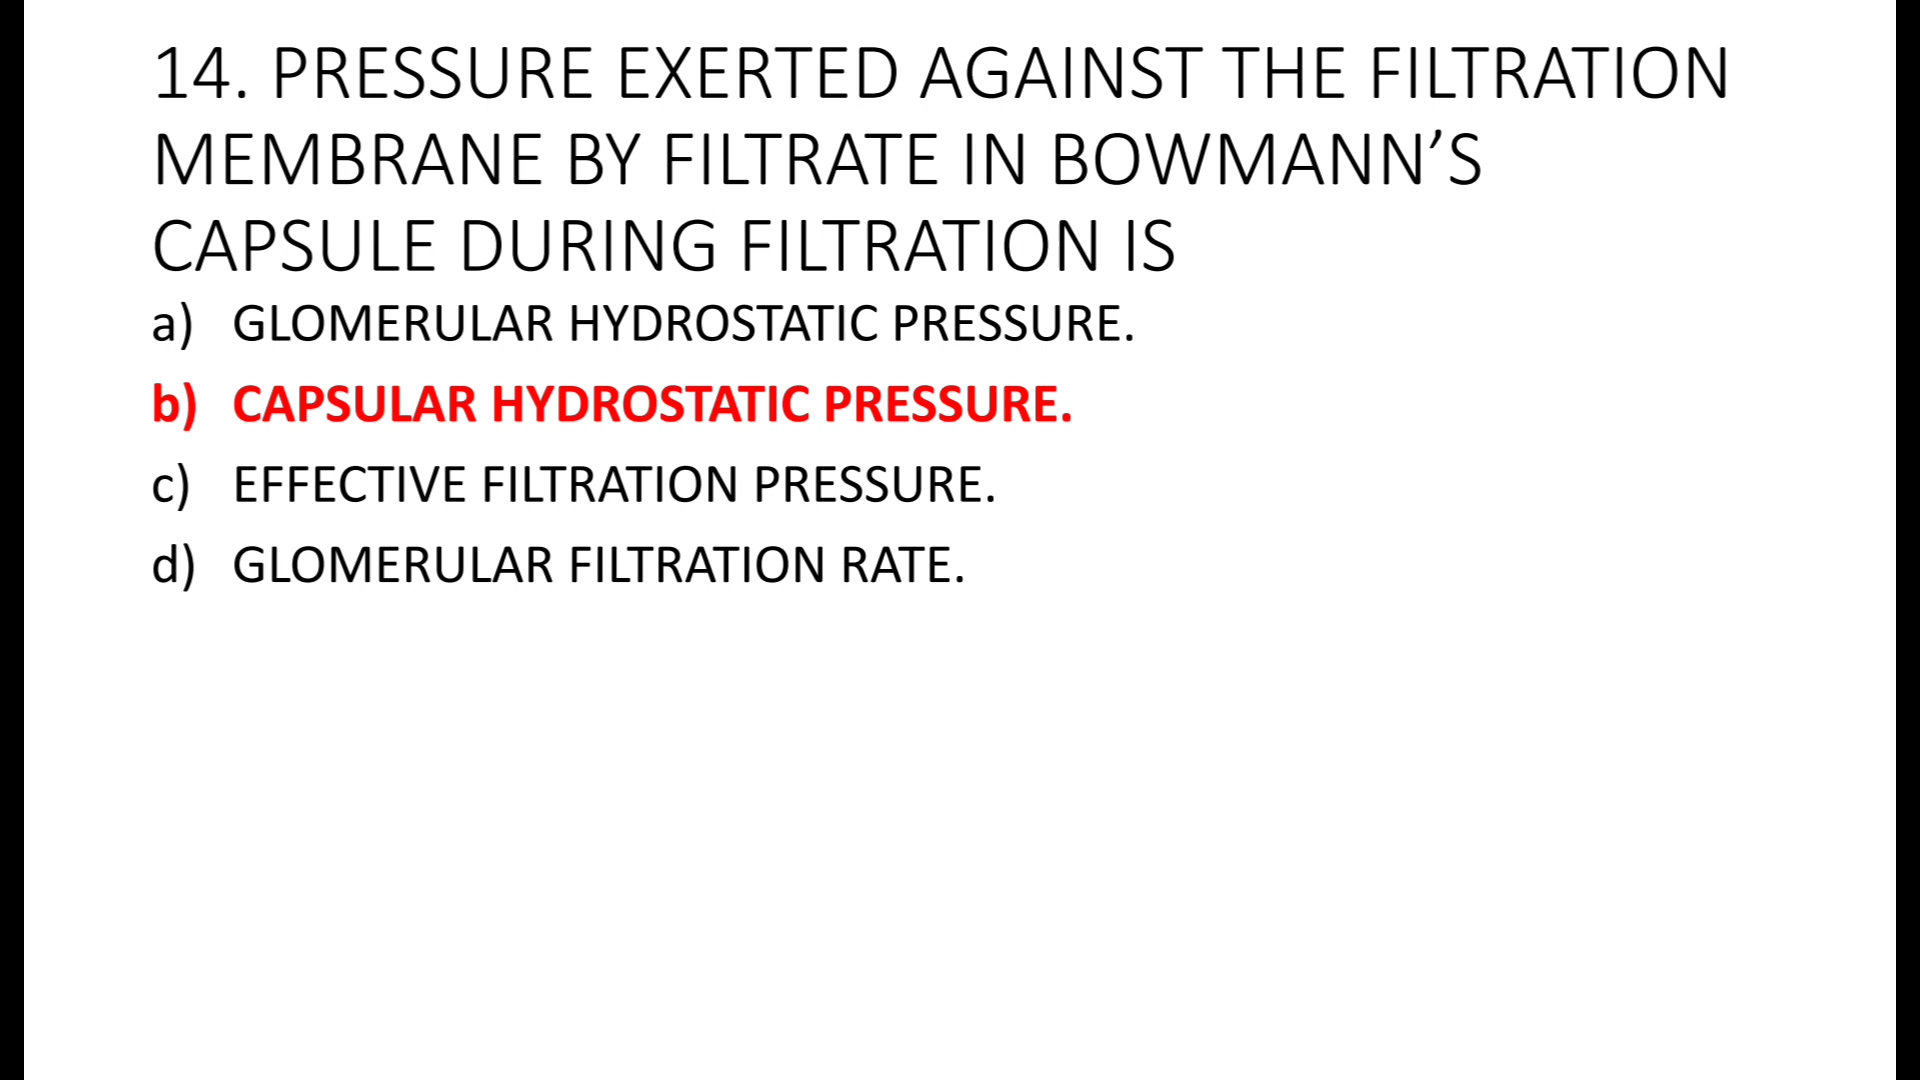 14. PRESSURE EXERTED AGAINST THE FILTRATION
MEMBRANE BY FILTRATE IN BOWMANN’S
CAPSULE DURING FILTRATION IS
a) GLOMERULAR HYDROSTATIC PRESSURE.
b) CAPSULAR HYDROSTATIC PRESSURE.
c) EFFECTIVE FILTRATION PRESSURE.
d) GLOMERULAR FILTRATION RATE.